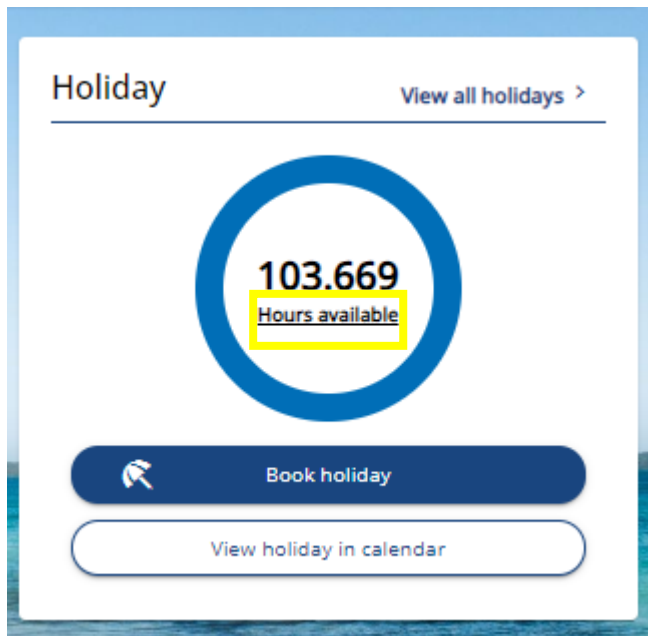 Holiday
View all holidays >
103.669
Hours available
Book holiday
View holiday in calendar